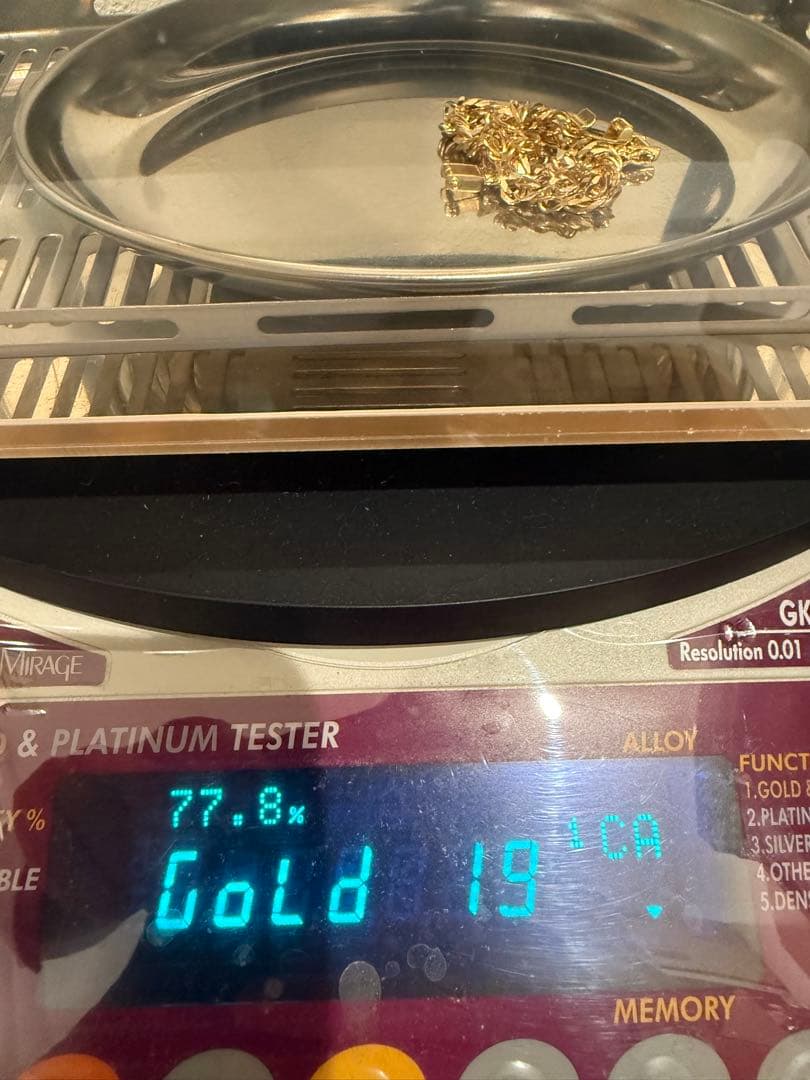 MIRAGE
GK
Resolution 0.01
& PLATINUM TESTER
ALLOY
77.8%
GoLd 19 CA
Y %
BLE
FUNCT
1.GOLD &
2.PLATIN
3.SILVER
4.OTHE
5.DENS
MEMORY